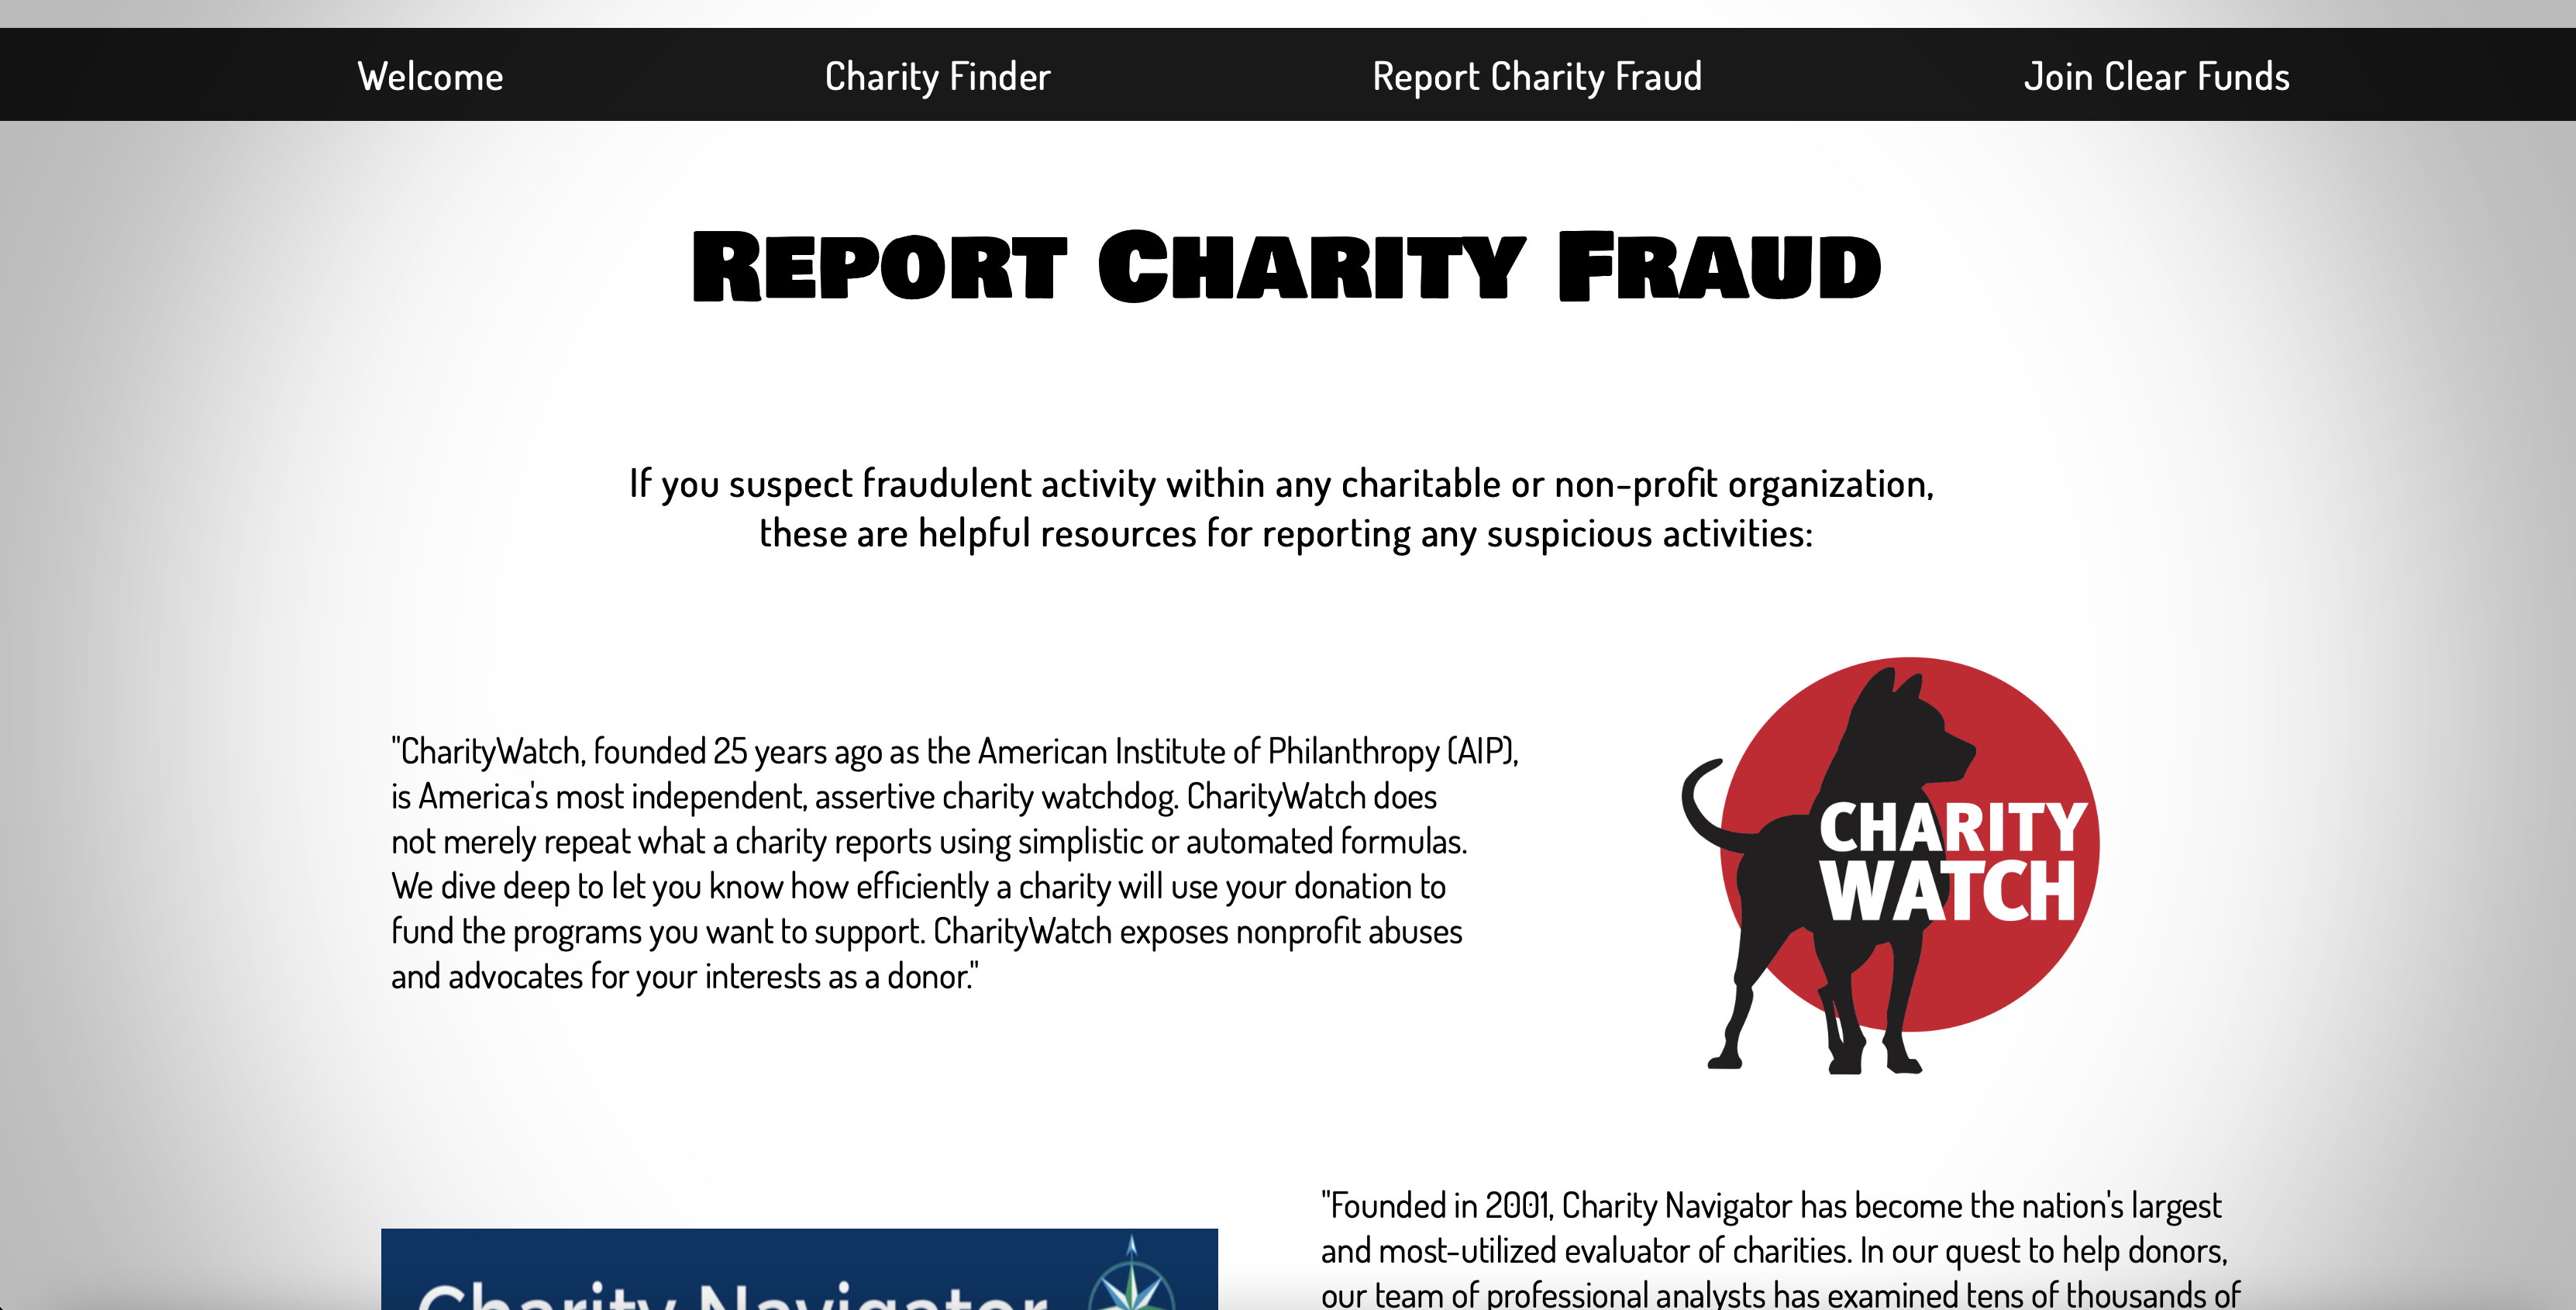 Welcome
Charity Finder
Report Charity Fraud
Join Clear Funds
Report Charity Fraud
If you suspect fraudulent activity within any charitable or non-profit organization,
these are helpful resources for reporting any suspicious activities:
"CharityWatch, founded 25 years ago as the American Institute of Philanthropy (AIP),
is America's most independent, assertive charity watchdog. CharityWatch does
not merely repeat what a charity reports using simplistic or automated formulas.
We dive deep to let you know how efficiently a charity will use your donation to
fund the programs you want to support. CharityWatch exposes nonprofit abuses
and advocates for your interests as a donor."
CHARITY
WATCH
Charity Navigator
"Founded in 2001, Charity Navigator has become the nation's largest
and most-utilized evaluator of charities. In our quest to help donors,
our team of professional analysts has examined tens of thousands of